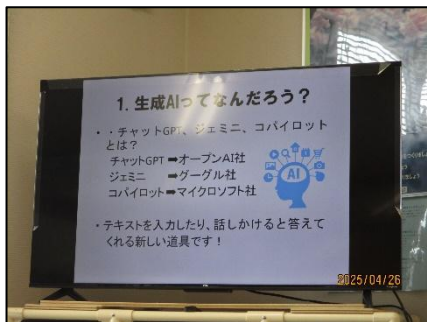 1. 生成AIってなんだろう？
・ ・チャットGPT、ジェミニ、コパイロット
とは？
チャットGPT ➡オープンAI社
ジェミニ ➡グーグル社
コパイロット➡マイクロソフト社
AI
・テキストを入力したり、話しかけると答えて
くれる新しい道具です！
2025/04/26